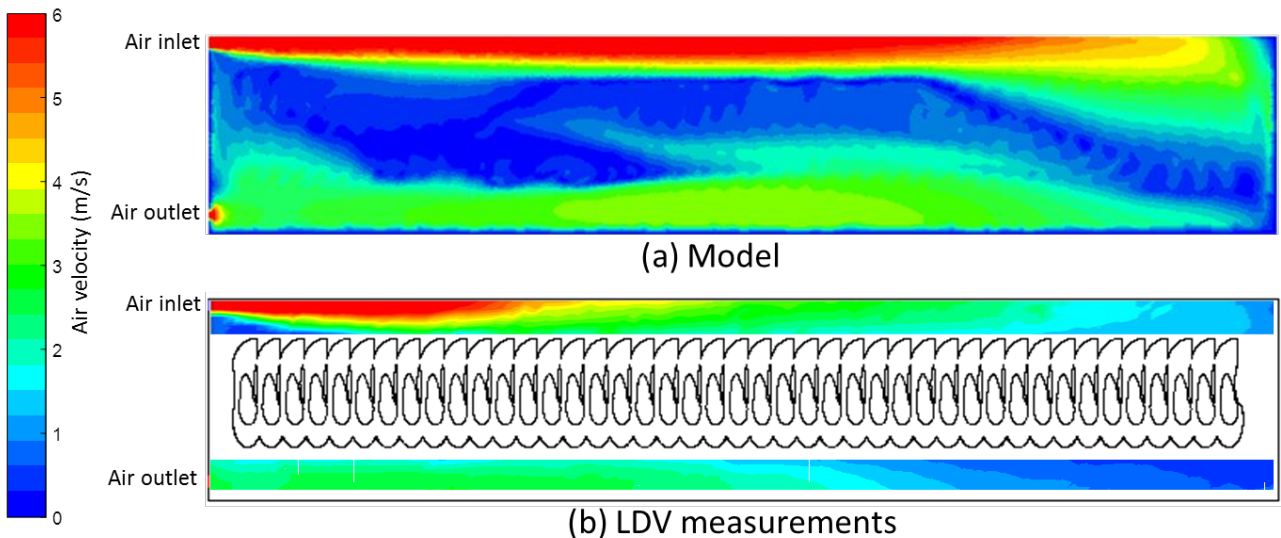 6
5
4
3
2
1
0
Air velocity (m/s)
Air inlet
Air outlet
(a) Model
Air inlet
Air outlet
(b) LDV measurements